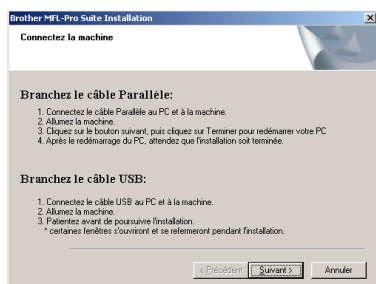 Brother MFL-Pro Suite Installation
Connectez la machine
Branchez le câble Parallèle:
1. Connectez le câble Parallèle au PC et à la machine.
2. Allumez la machine.
3. Cliquez sur le bouton suivant, puis cliquez sur Terminer pour redémarrer votre PC
4. Après le redémarrage du PC, attendez que l'installation soit terminée.
Branchez le câble USB:
1. Connectez le câble USB au PC et à la machine.
2. Allumez la machine.
3. Patientez avant de poursuivre l'installation.
* certaines fenêtres s'ouvriront et se refermeront pendant l'installation.
< Précédent Suivant > Annuler